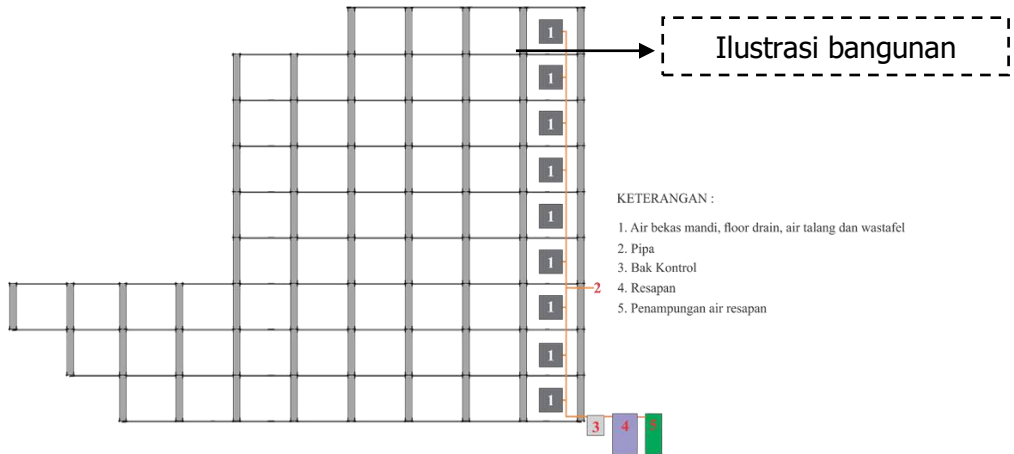 Ilustrasi bangunan
1
1
1
1
1
1
1
1
1
2
3 4 5
KETERANGAN :
1. Air bekas mandi, floor drain, air talang dan wastafel
2. Pipa
3. Bak Kontrol
4. Resapan
5. Penampungan air resapan